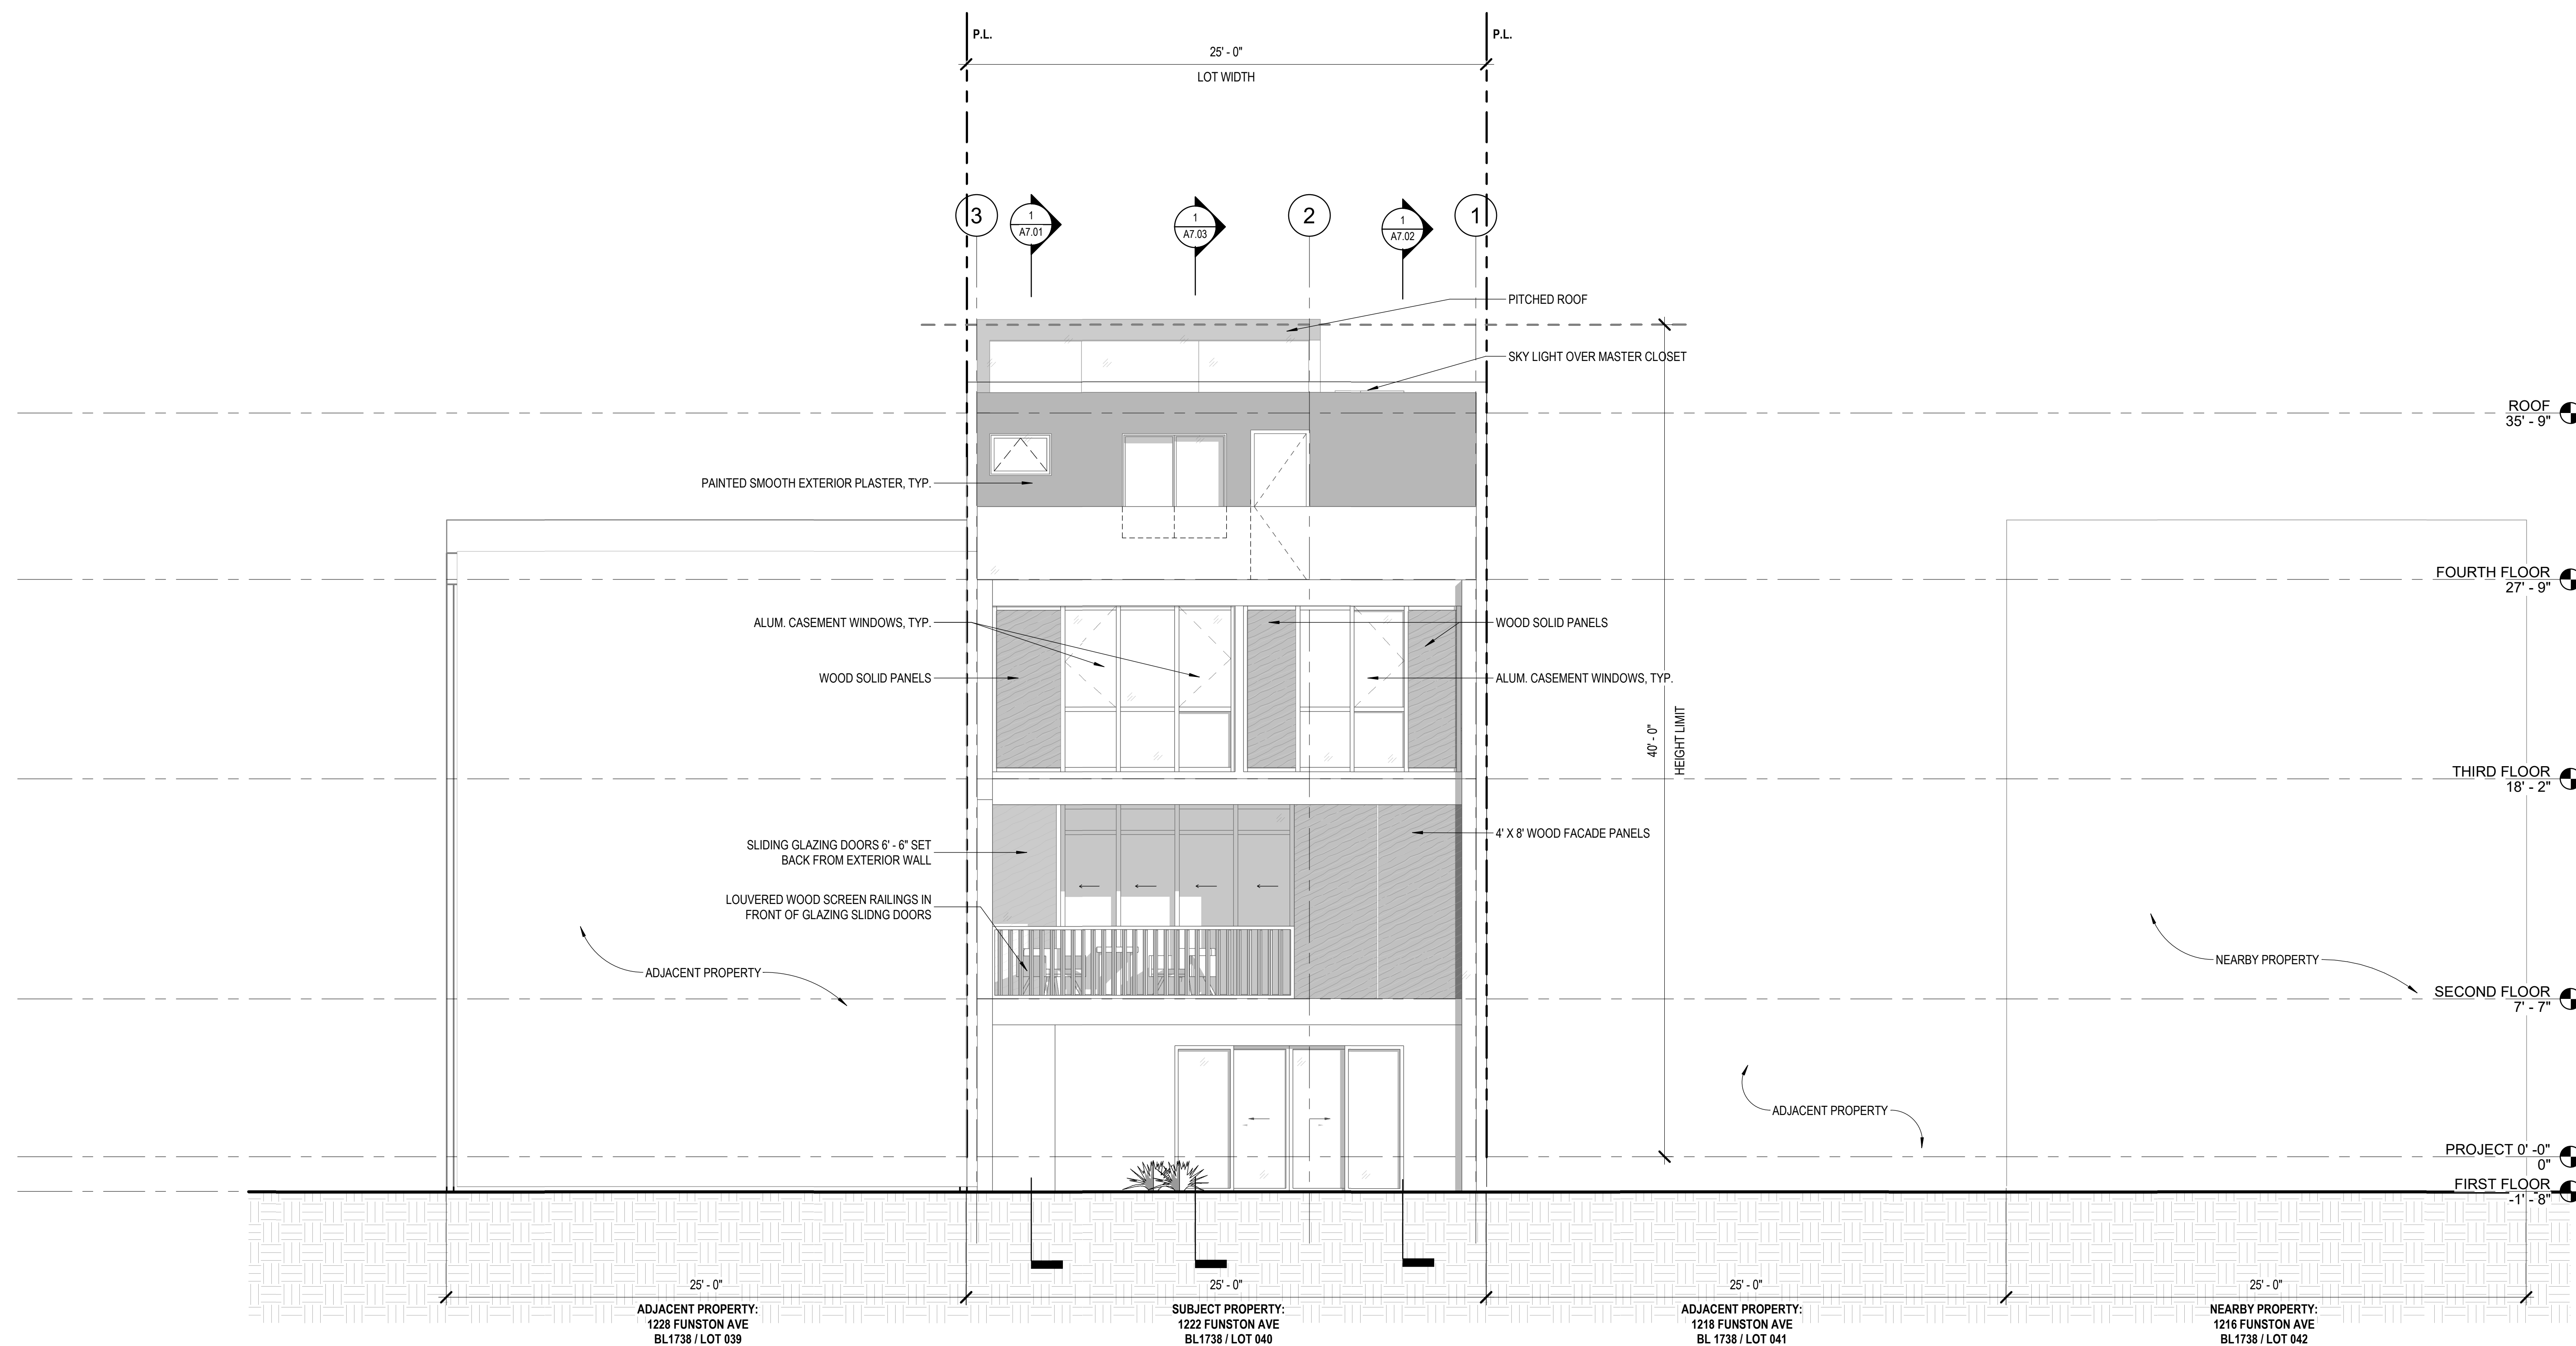 P.L.
P.L.
25' - 0"
LOT WIDTH
3
1
A7.01
1
A7.03
2
1
A7.02
1
PITCHED ROOF
SKY LIGHT OVER MASTER CLOSET
ROOF
35' - 9"
PAINTED SMOOTH EXTERIOR PLASTER, TYP.
FOURTH FLOOR
27' - 9"
ALUM. CASEMENT WINDOWS, TYP.
WOOD SOLID PANELS
WOOD SOLID PANELS
ALUM. CASEMENT WINDOWS, TYP.
40' - 0"
HEIGHT LIMIT
THIRD FLOOR
18' - 2"
SLIDING GLAZING DOORS 6' - 6" SET
BACK FROM EXTERIOR WALL
4' X 8' WOOD FACADE PANELS
LOUVERED WOOD SCREEN RAILINGS IN
FRONT OF GLAZING SLIDNG DOORS
ADJACENT PROPERTY
NEARBY PROPERTY
SECOND FLOOR
7' - 7"
ADJACENT PROPERTY
PROJECT 0' -0"
0"
FIRST FLOOR
-1' - 8"
25' - 0"
25' - 0"
25' - 0"
25' - 0"
ADJACENT PROPERTY:
1228 FUNSTON AVE
BL1738 / LOT 039
SUBJECT PROPERTY:
1222 FUNSTON AVE
BL1738 / LOT 040
ADJACENT PROPERTY:
1218 FUNSTON AVE
BL 1738 / LOT 041
NEARBY PROPERTY:
1216 FUNSTON AVE
BL1738 / LOT 042